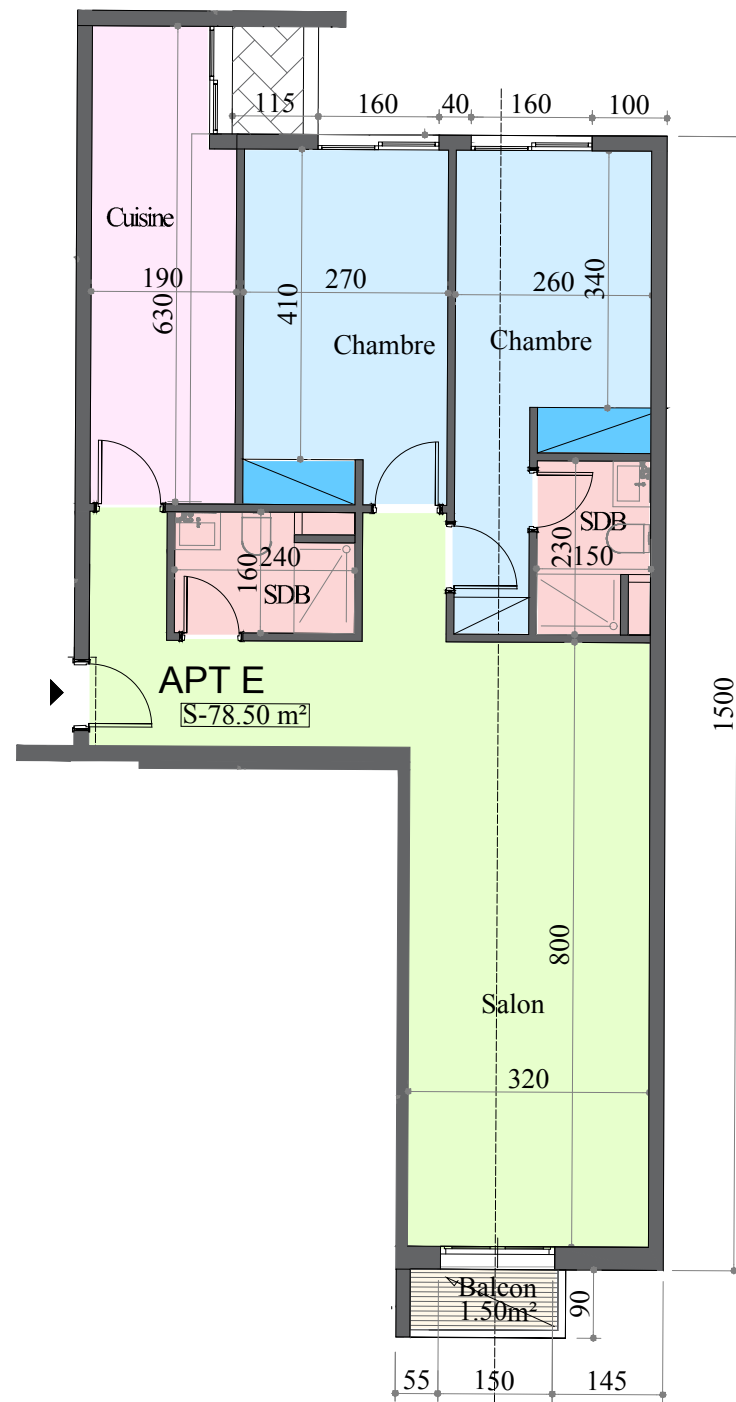 115 160 40 160 100
Cuisine
190 270 260 340
630 410
Chambre Chambre
SDB
240 160 230 150
SDB
APT E
S-78.50 m²
1500
800
Salon
320
Balcon
1.50m²
90
55 150 145